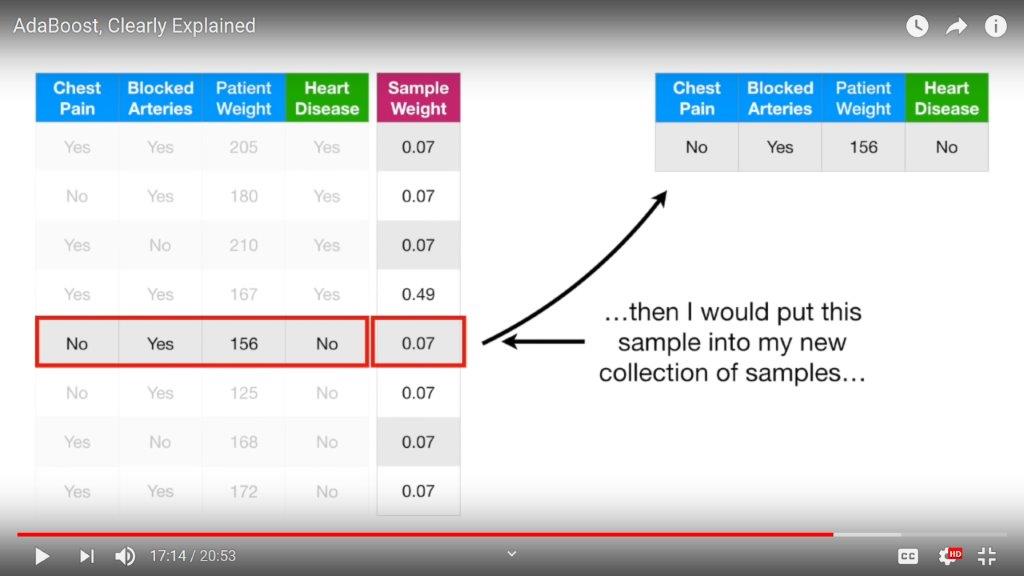 AdaBoost, Clearly Explained
Chest Pain Blocked Arteries Patient Weight Heart Disease Sample Weight
Yes Yes 205 Yes 0.07
No Yes 180 Yes 0.07
Yes No 210 Yes 0.07
Yes Yes 167 Yes 0.49
No Yes 156 No 0.07
No Yes 125 No 0.07
Yes No 168 No 0.07
Yes Yes 172 No 0.07
Chest Pain Blocked Arteries Patient Weight Heart Disease
No Yes 156 No
...then I would put this
sample into my new
collection of samples...
17:14 / 20:53
CC
HD